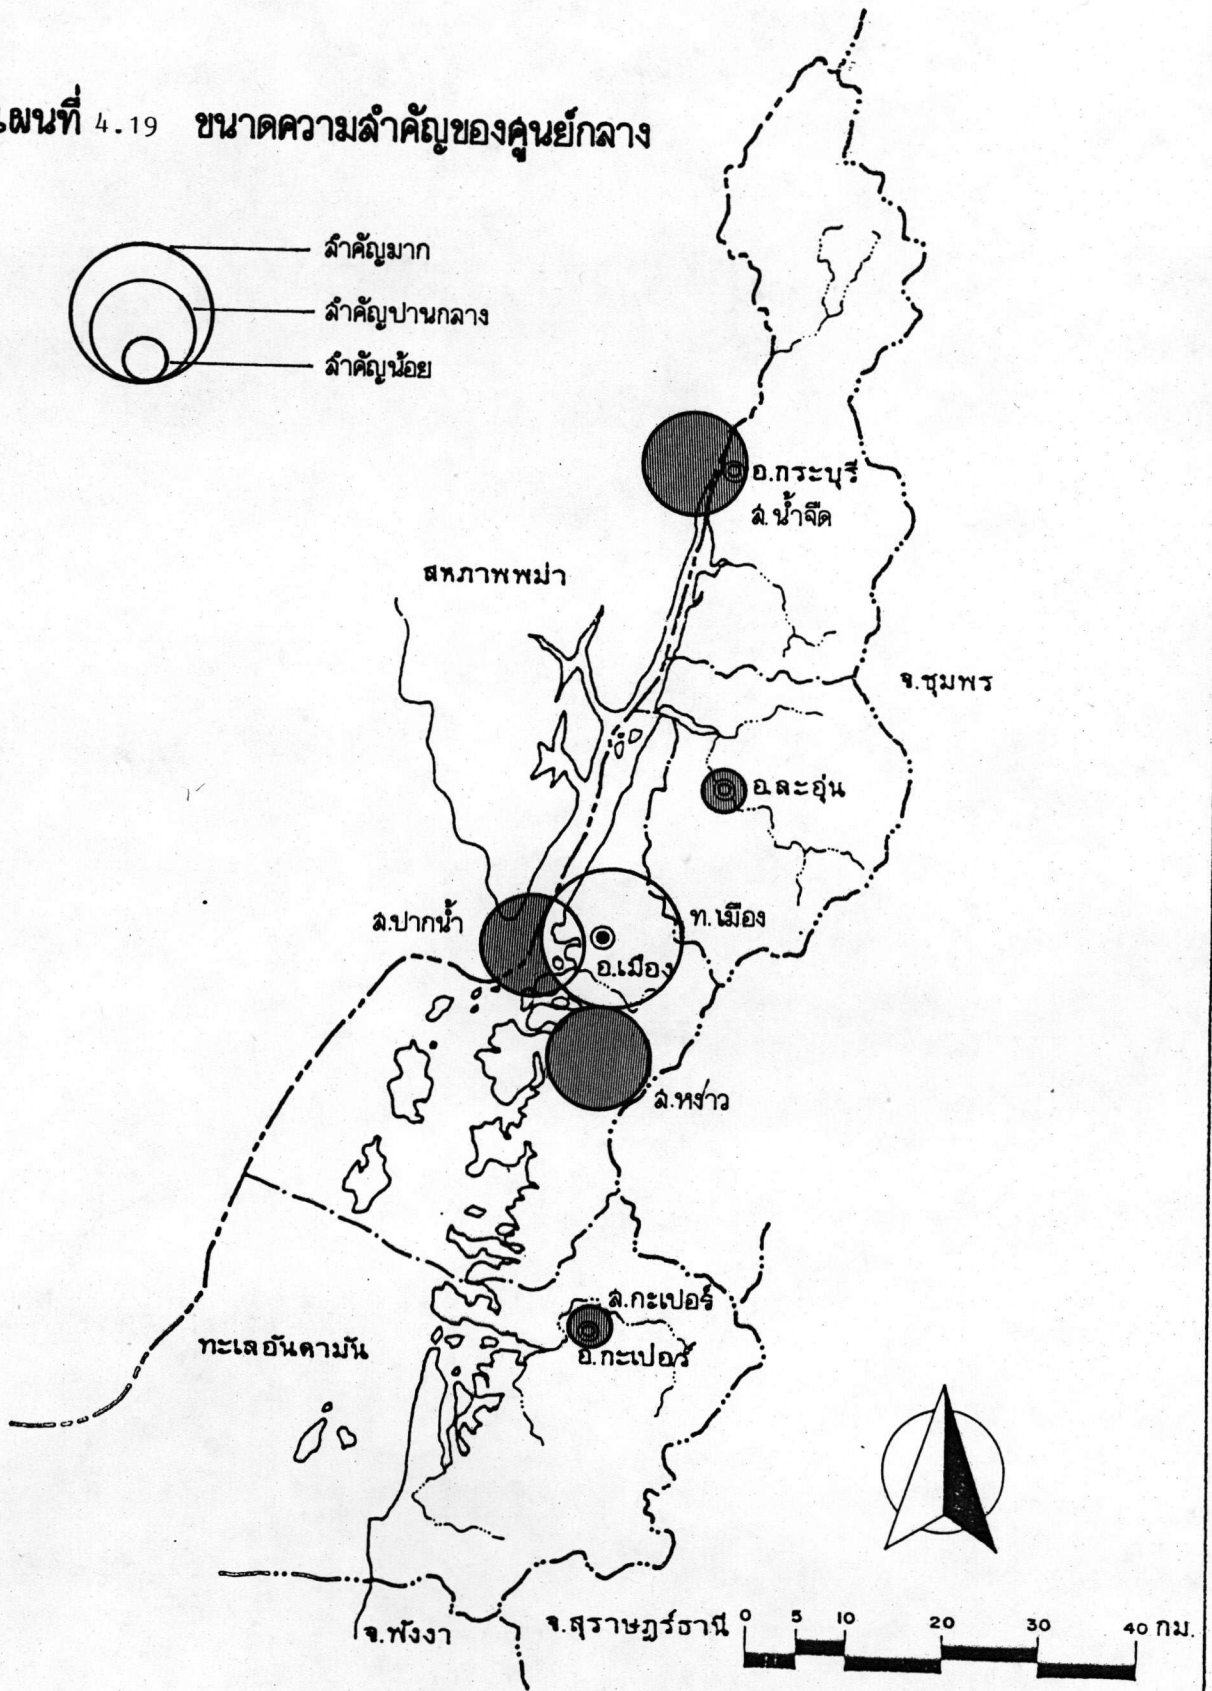 แผนที่ 4.19 ขนาดความสำคัญของศูนย์กลาง
สำคัญมาก
สำคัญปานกลาง
สำคัญน้อย
อ.กระบุรี
ส.น้ำจืด
สหภาพพม่า
จ.ชุมพร
อ.ละอุ่น
ส.ปากน้ำ
ท.เมือง
อ.เมือง
ส.หง่าว
ส.กะเปอร์
อ.กะเปอร์
ทะเลอันดามัน
จ.พังงา
จ.สุราษฎร์ธานี
0 5 10 20 30 40 กม.